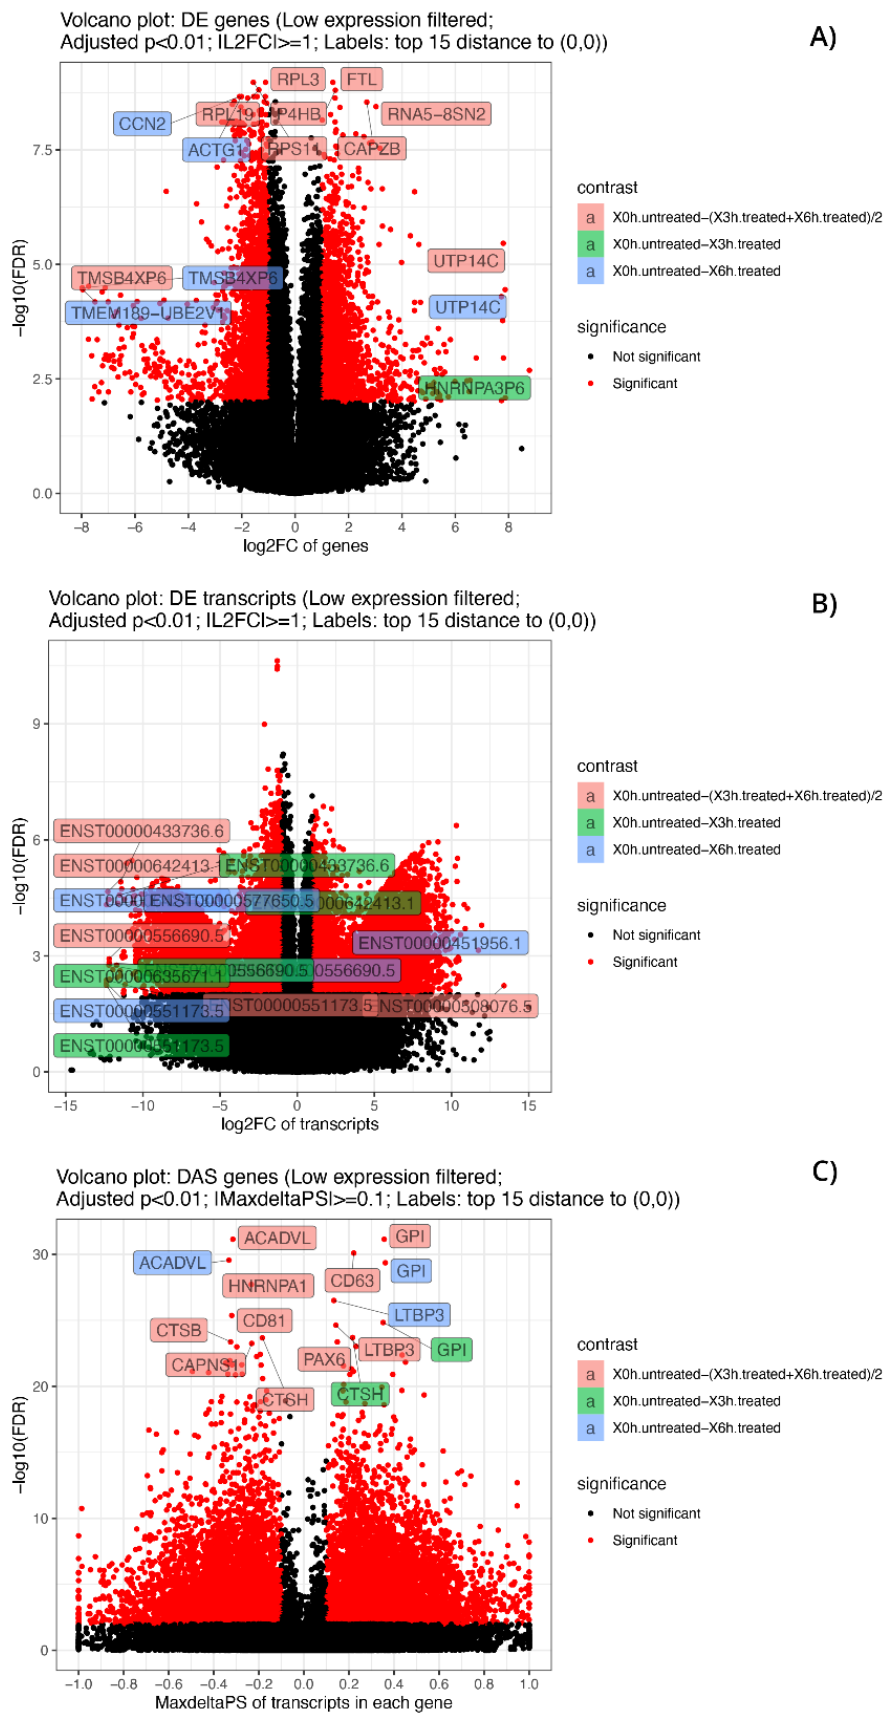 Volcano plot: DE genes (Low expression filtered;
Adjusted p<0.01; IL2FCI>=1; Labels: top 15 distance to (0,0))
A)
RPL3
FTL
CCN2
RPL19
P4HB
RNA5-8SN2
ACTG1
RPS11
CAPZB
UTP14C
TMSB4XP6
TMSB4XP6
UTP14C
TMEM189-UBE2V1
HNRNPA3P6
7.5
5.0
2.5
0.0
-log10(FDR)
-8 -6 -4 -2 0 2 4 6 8
log2FC of genes
contrast
a X0h.untreated-(X3h.treated+X6h.treated)/2
a X0h.untreated-X3h.treated
a X0h.untreated-X6h.treated
significance
Not significant
Significant
Volcano plot: DE transcripts (Low expression filtered;
Adjusted p<0.01; IL2FCI>=1; Labels: top 15 distance to (0,0))
B)
ENST00000433736.6
ENST00000642413.
ENST00000433736.6
ENST00000577650.5
642413.1
ENST00000451956.1
ENST00000556690.5
0556690.5
0556690.5
ENST00000635671.1
ENST00000551173.5
NST00000551173.5
ENST00000508076.5
ENST00000551173.5
9
6
3
0
-log10(FDR)
-15 -10 -5 0 5 10 15
log2FC of transcripts
contrast
a X0h.untreated-(X3h.treated+X6h.treated)/2
a X0h.untreated-X3h.treated
a X0h.untreated-X6h.treated
significance
Not significant
Significant
Volcano plot: DAS genes (Low expression filtered;
Adjusted p<0.01; IMaxdeltaPSI>=0.1; Labels: top 15 distance to (0,0))
C)
ACADVL
GPI
ACADVL
CD63
GPI
HNRNPA1
LTBP3
CTSB
CD81
LTBP3
GPI
CAPNS1
PAX6
CTSH
CTSH
30
20
10
0
-log10(FDR)
-1.0 -0.8 -0.6 -0.4 -0.2 0.0 0.2 0.4 0.6 0.8 1.0
MaxdeltaPS of transcripts in each gene
contrast
a X0h.untreated-(X3h.treated+X6h.treated)/2
a X0h.untreated-X3h.treated
a X0h.untreated-X6h.treated
significance
Not significant
Significant